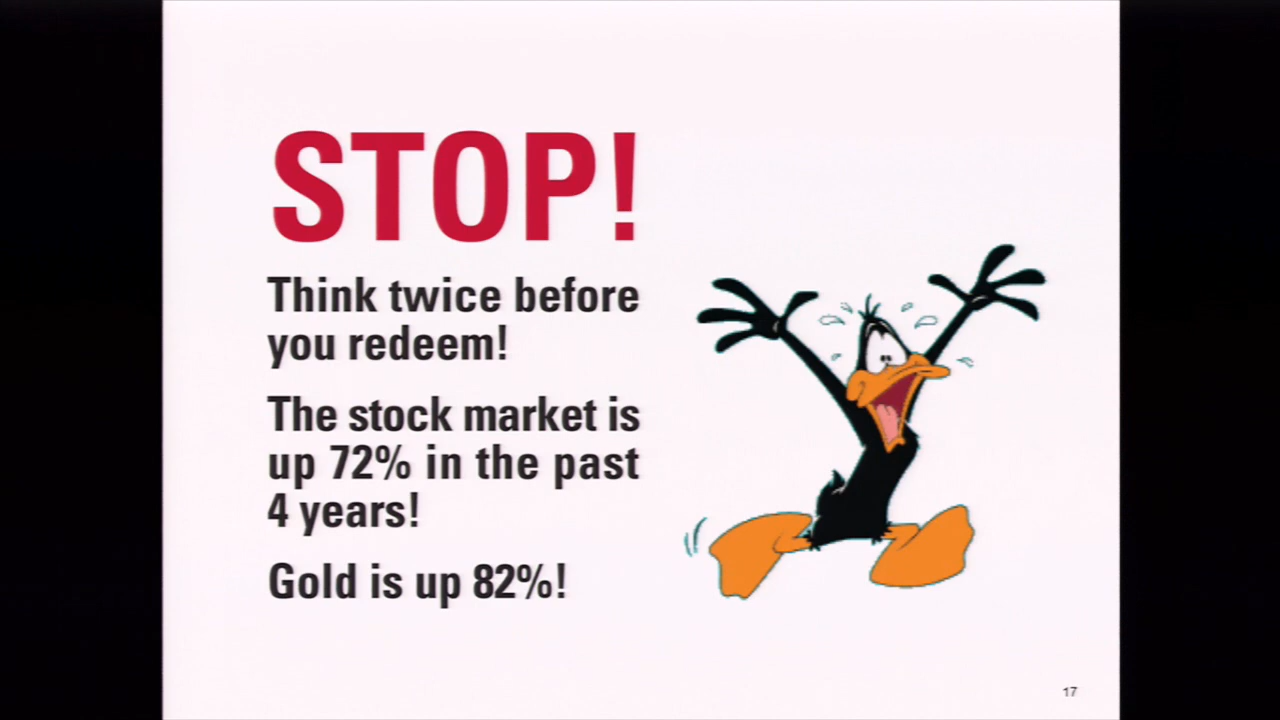 STOP!
Think twice before
you redeem!
The stock market is
up 72% in the past
4 years!
Gold is up 82%!
17